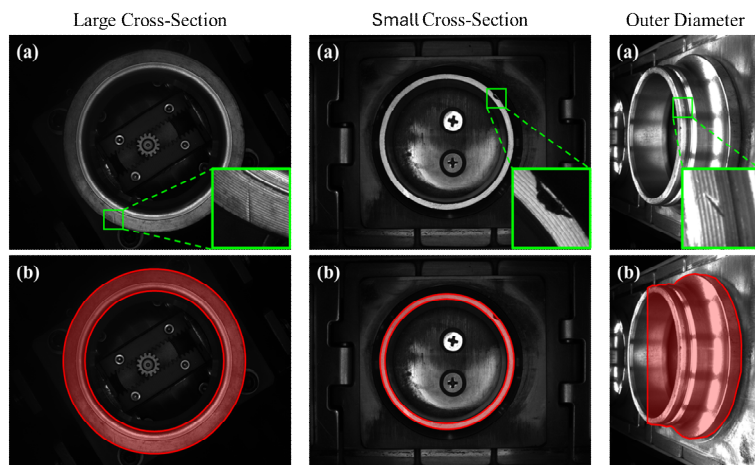 Large Cross-Section
Small Cross-Section
Outer Diameter
(a)
(a)
(a)
(b)
(b)
(b)